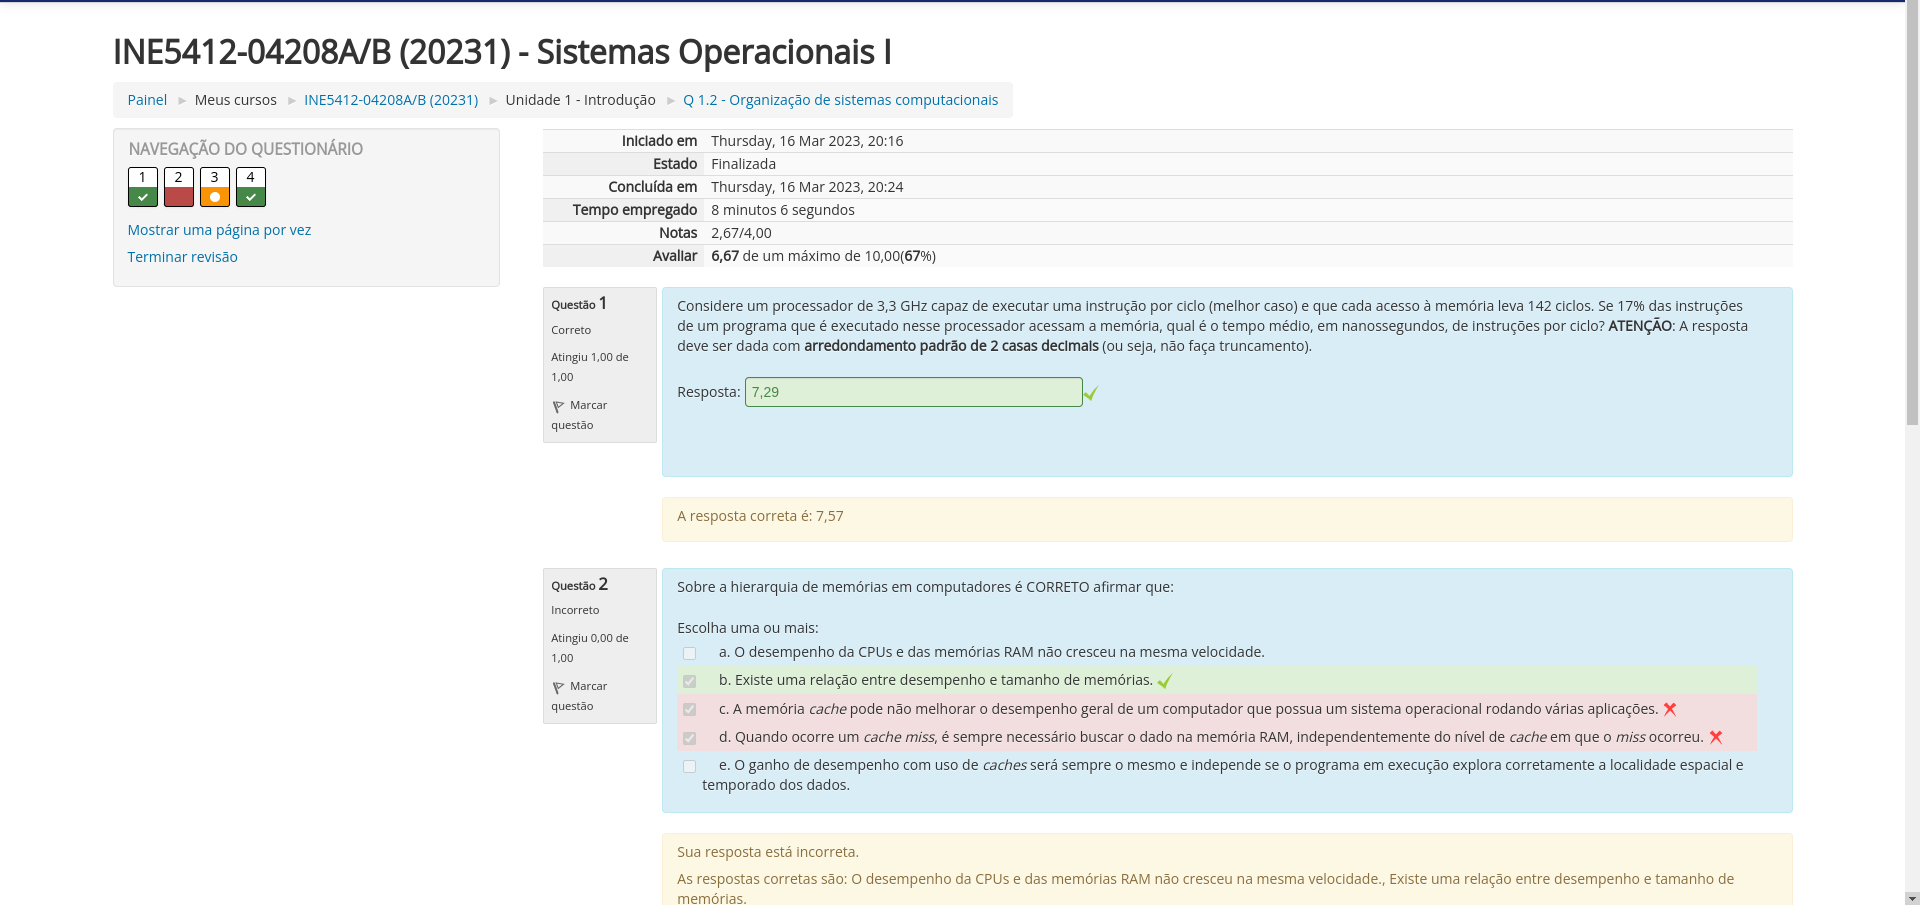 INE5412-04208A/B (20231) - Sistemas Operacionais I
Painel ► Meus cursos ► INE5412-04208A/B (20231) ► Unidade 1 - Introdução ► Q 1.2 - Organização de sistemas computacionais
NAVEGAÇÃO DO QUESTIONÁRIO
1 2 3 4
Mostrar uma página por vez
Terminar revisão
Iniciado em Thursday, 16 Mar 2023, 20:16
Estado Finalizada
Concluída em Thursday, 16 Mar 2023, 20:24
Tempo empregado 8 minutos 6 segundos
Notas 2,67/4,00
Avaliar 6,67 de um máximo de 10,00(67%)
Questão 1
Correto
Atingiu 1,00 de
1,00
Marcar
questão
Considere um processador de 3,3 GHz capaz de executar uma instrução por ciclo (melhor caso) e que cada acesso à memória leva 142 ciclos. Se 17% das instruções
de um programa que é executado nesse processador acessam a memória, qual é o tempo médio, em nanossegundos, de instruções por ciclo? ATENÇÃO: A resposta
deve ser dada com arredondamento padrão de 2 casas decimais (ou seja, não faça truncamento).
Resposta: 7,29
A resposta correta é: 7,57
Questão 2
Incorreto
Atingiu 0,00 de
1,00
Marcar
questão
Sobre a hierarquia de memórias em computadores é CORRETO afirmar que:
Escolha uma ou mais:
a. O desempenho da CPUs e das memórias RAM não cresceu na mesma velocidade.
b. Existe uma relação entre desempenho e tamanho de memórias.
c. A memória cache pode não melhorar o desempenho geral de um computador que possua um sistema operacional rodando várias aplicações.
d. Quando ocorre um cache miss, é sempre necessário buscar o dado na memória RAM, independentemente do nível de cache em que o miss ocorreu.
e. O ganho de desempenho com uso de caches será sempre o mesmo e independe se o programa em execução explora corretamente a localidade espacial e
temporado dos dados.
Sua resposta está incorreta.
As respostas corretas são: O desempenho da CPUs e das memórias RAM não cresceu na mesma velocidade., Existe uma relação entre desempenho e tamanho de
memórias.